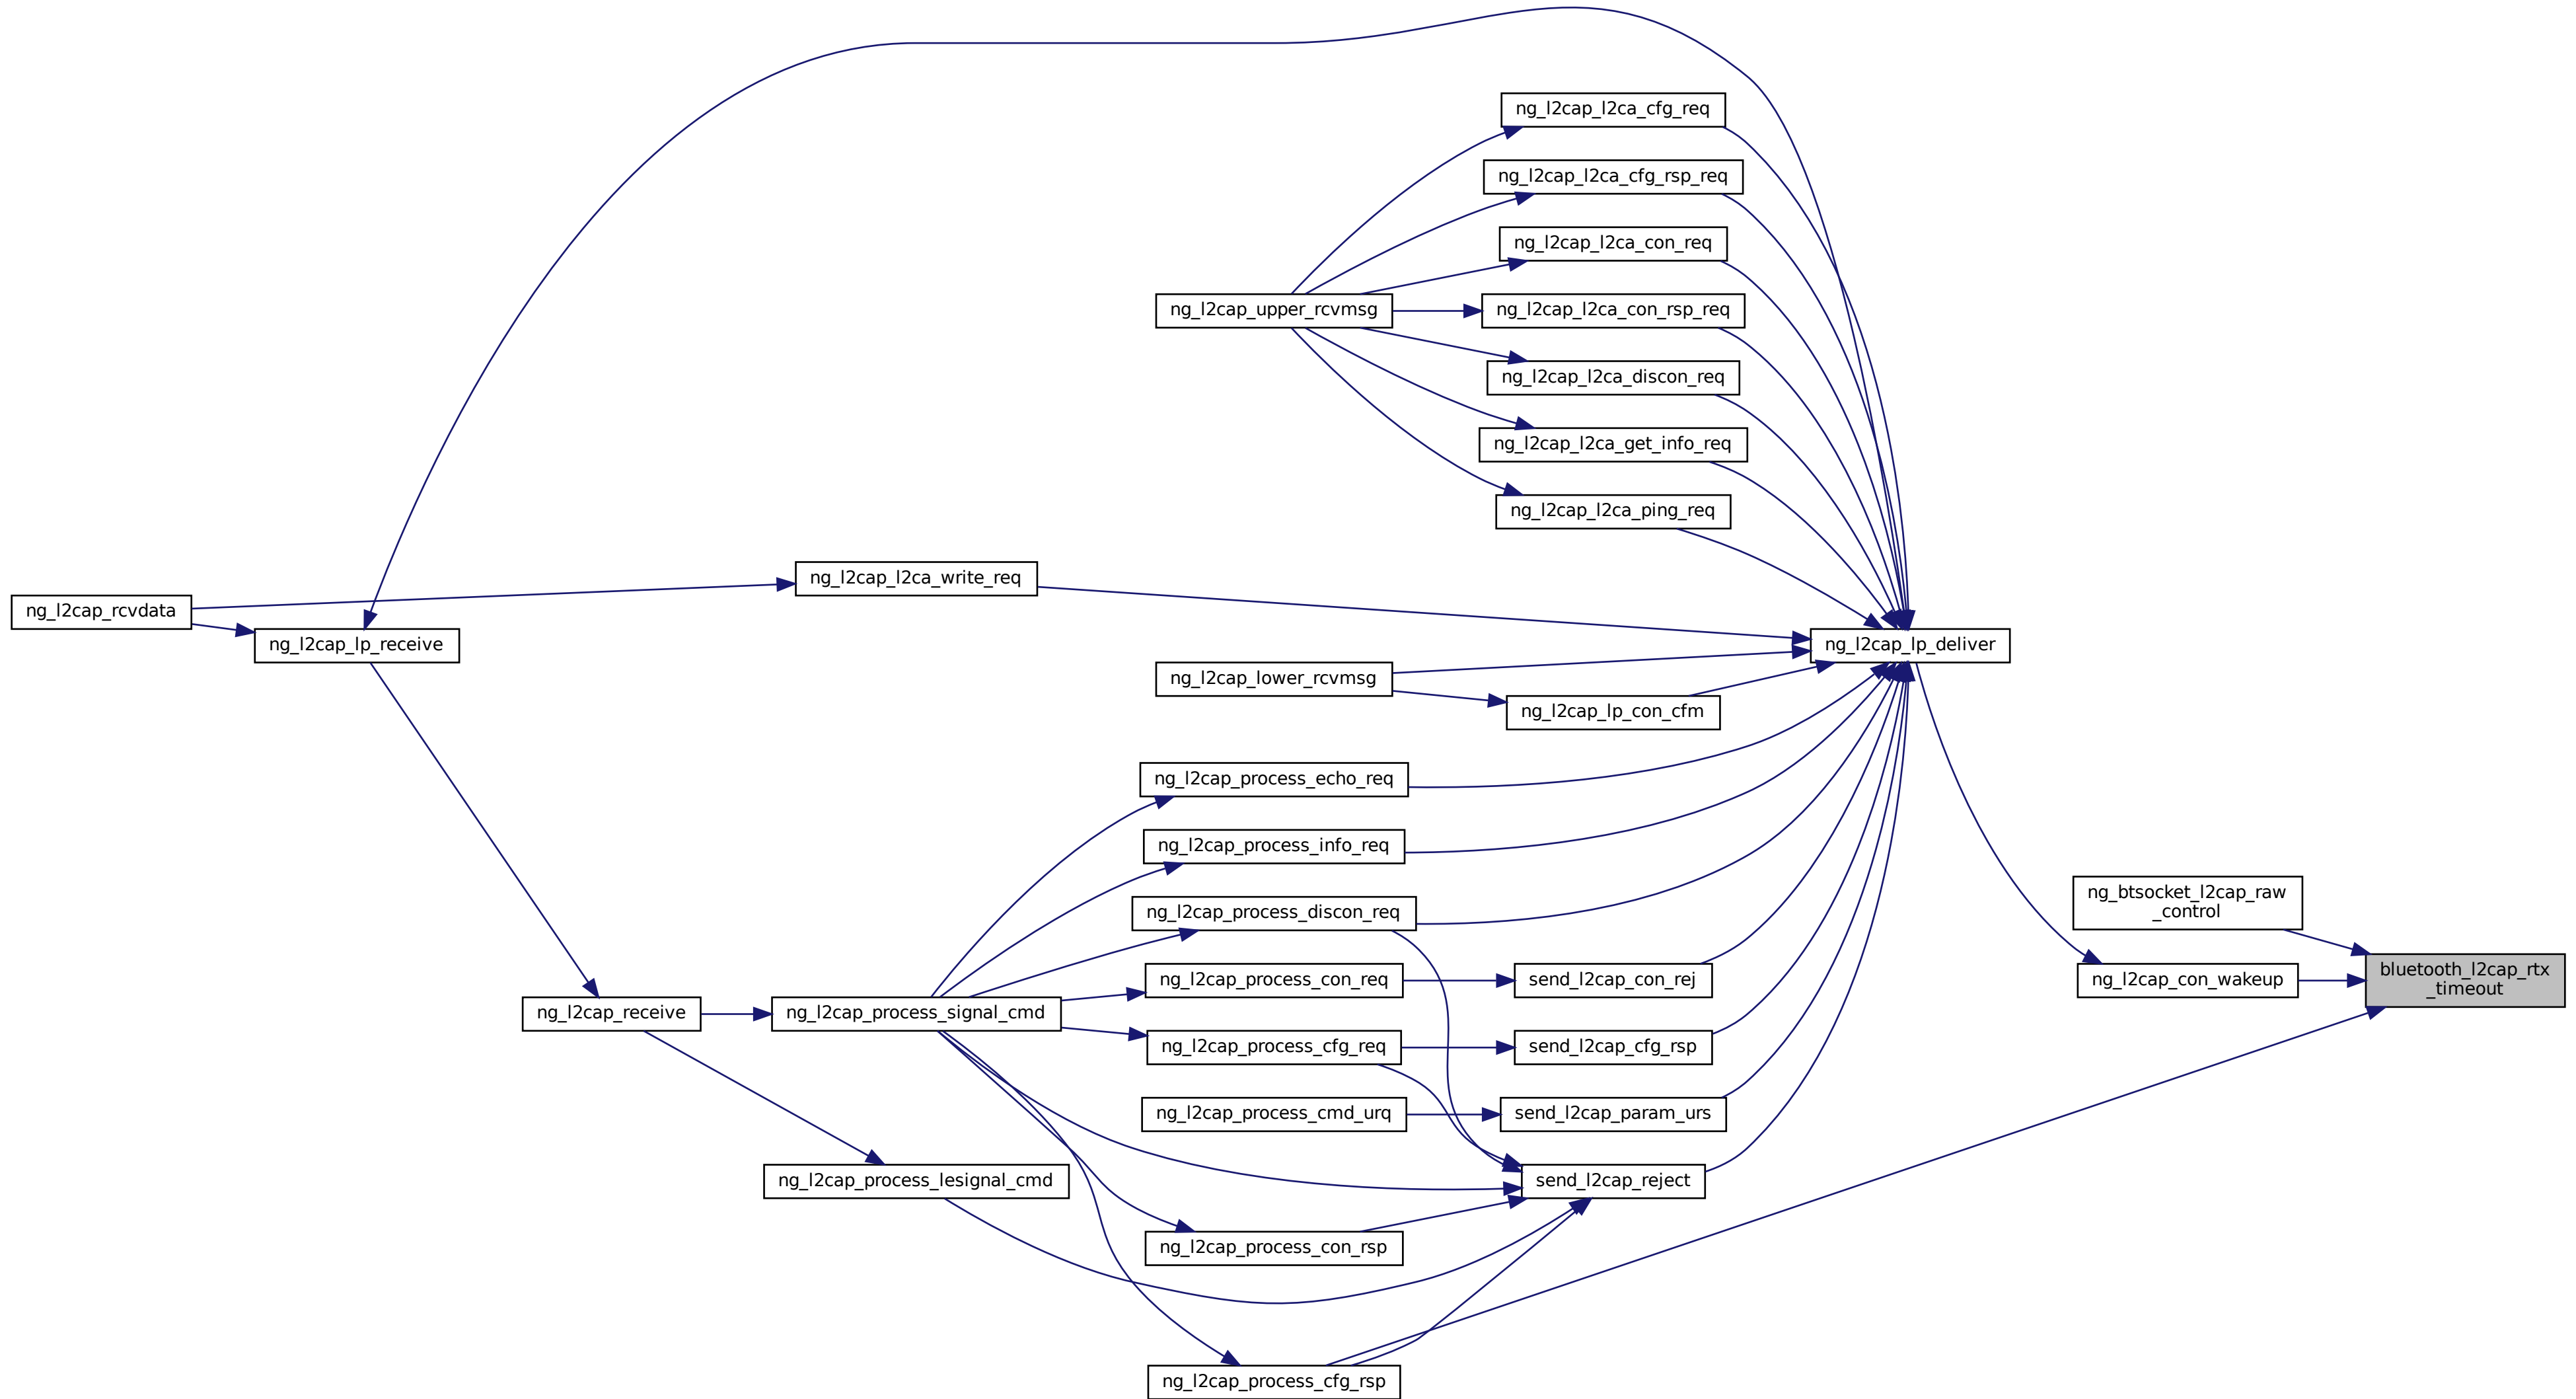 ng_l2cap_l2ca_cfg_req
ng_l2cap_l2ca_cfg_rsp_req
ng_l2cap_l2ca_con_req
ng_l2cap_upper_rcvmsg
ng_l2cap_l2ca_con_rsp_req
ng_l2cap_l2ca_discon_req
ng_l2cap_l2ca_get_info_req
ng_l2cap_l2ca_ping_req
ng_l2cap_l2ca_write_req
ng_l2cap_rcvdata
ng_l2cap_lp_receive
ng_l2cap_lp_deliver
ng_l2cap_lower_rcvmsg
ng_l2cap_lp_con_cfm
ng_l2cap_process_echo_req
ng_l2cap_process_info_req
ng_btsocket_l2cap_raw
_control
ng_l2cap_process_discon_req
bluetooth_l2cap_rtx
_timeout
ng_l2cap_process_con_req
send_l2cap_con_rej
ng_l2cap_con_wakeup
ng_l2cap_receive
ng_l2cap_process_signal_cmd
ng_l2cap_process_cfg_req
send_l2cap_cfg_rsp
ng_l2cap_process_cmd_urq
send_l2cap_param_urs
ng_l2cap_process_lesignal_cmd
send_l2cap_reject
ng_l2cap_process_con_rsp
ng_l2cap_process_cfg_rsp